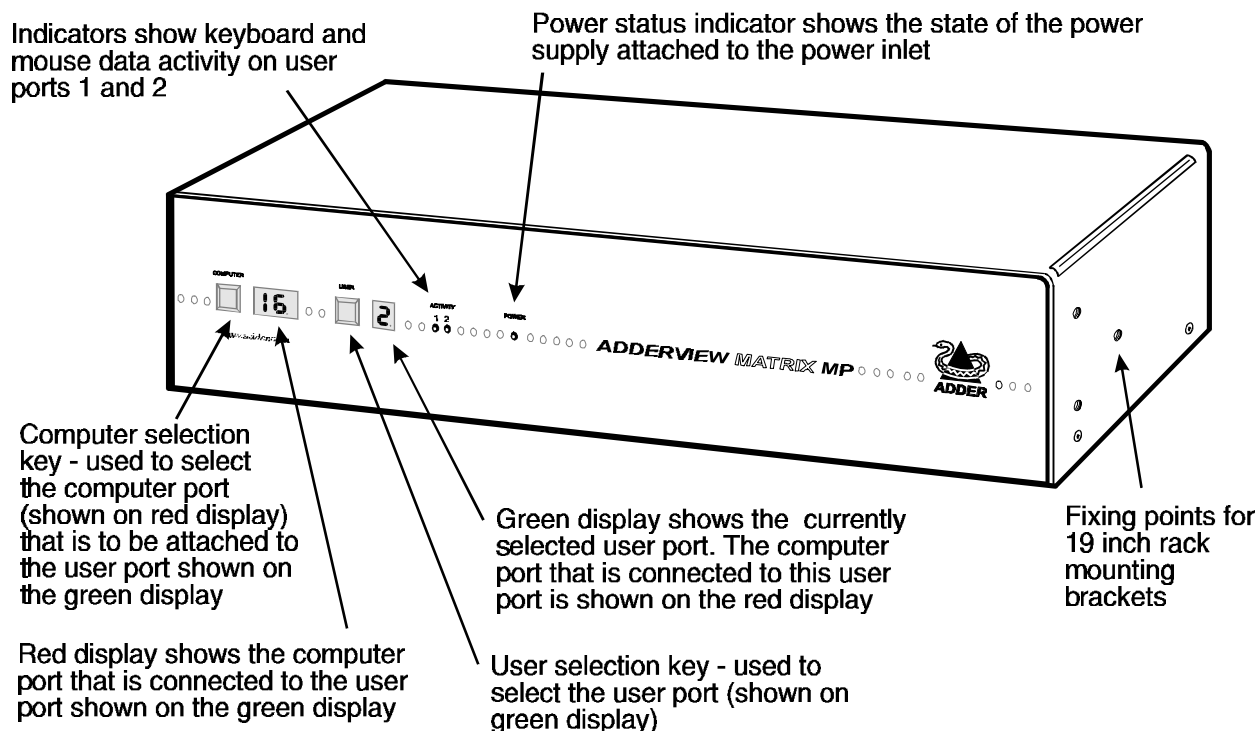 Indicators show keyboard and
mouse data activity on user
ports 1 and 2
Power status indicator shows the state of the power
supply attached to the power inlet
COMPUTER
16
USER
2
ACTIVITY
1 2
POWER
ADDERVIEW MATRIX MP
ADDER
Computer selection
key - used to select
the computer port
(shown on red display)
that is to be attached to
the user port shown on
the green display
Green display shows the currently
selected user port. The computer
port that is connected to this user
port is shown on the red display
Fixing points for
19 inch rack
mounting
brackets
Red display shows the computer
port that is connected to the user
port shown on the green display
User selection key - used to
select the user port (shown on
green display)